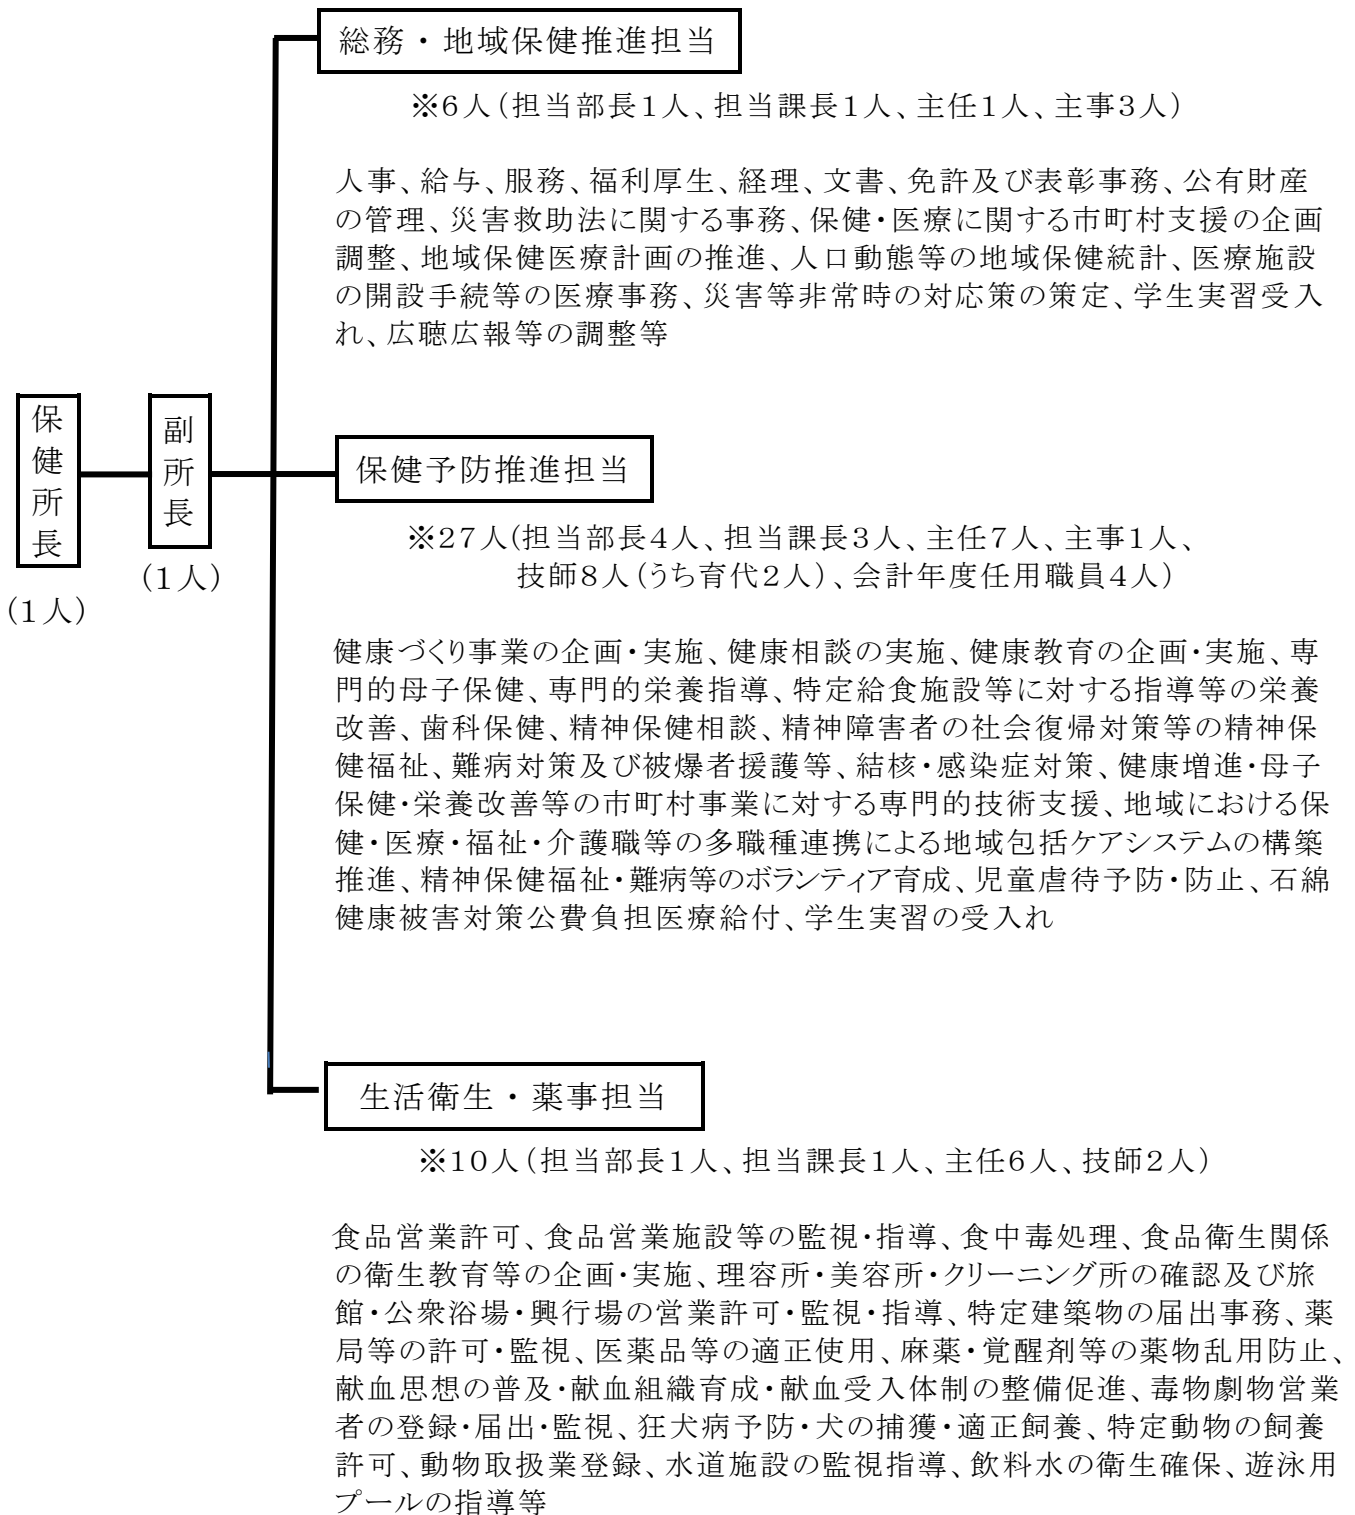 総務・地域保健推進担当
※6人(担当部長1人、担当課長1人、主任1人、主事3人)
人事、給与、服務、福利厚生、経理、文書、免許及び表彰事務、公有財産
の管理、災害救助法に関する事務、保健・医療に関する市町村支援の企画
調整、地域保健医療計画の推進、人口動態等の地域保健統計、医療施設
の開設手続等の医療事務、災害等非常時の対応策の策定、学生実習受入
れ、広聴広報等の調整等
保健所長
(1人)
副所長
(1人)
保健予防推進担当
※27人(担当部長4人、担当課長3人、主任7人、主事1人、
技師8人(うち育代2人)、会計年度任用職員4人)
健康づくり事業の企画・実施、健康相談の実施、健康教育の企画・実施、専
門的母子保健、専門的栄養指導、特定給食施設等に対する指導等の栄養
改善、歯科保健、精神保健相談、精神障害者の社会復帰対策等の精神保
健福祉、難病対策及び被爆者援護等、結核・感染症対策、健康増進・母子
保健・栄養改善等の市町村事業に対する専門的技術支援、地域における保
健・医療・福祉・介護職等の多職種連携による地域包括ケアシステムの構築
推進、精神保健福祉・難病等のボランティア育成、児童虐待予防・防止、石綿
健康被害対策公費負担医療給付、学生実習の受入れ
生活衛生・薬事担当
※10人(担当部長1人、担当課長1人、主任6人、技師2人)
食品営業許可、食品営業施設等の監視・指導、食中毒処理、食品衛生関係
の衛生教育等の企画・実施、理容所・美容所・クリーニング所の確認及び旅
館・公衆浴場・興行場の営業許可・監視・指導、特定建築物の届出事務、薬
局等の許可・監視、医薬品等の適正使用、麻薬・覚醒剤等の薬物乱用防止、
献血思想の普及・献血組織育成・献血受入体制の整備促進、毒物劇物営業
者の登録・届出・監視、狂犬病予防・犬の捕獲・適正飼養、特定動物の飼養
許可、動物取扱業登録、水道施設の監視指導、飲料水の衛生確保、遊泳用
プールの指導等